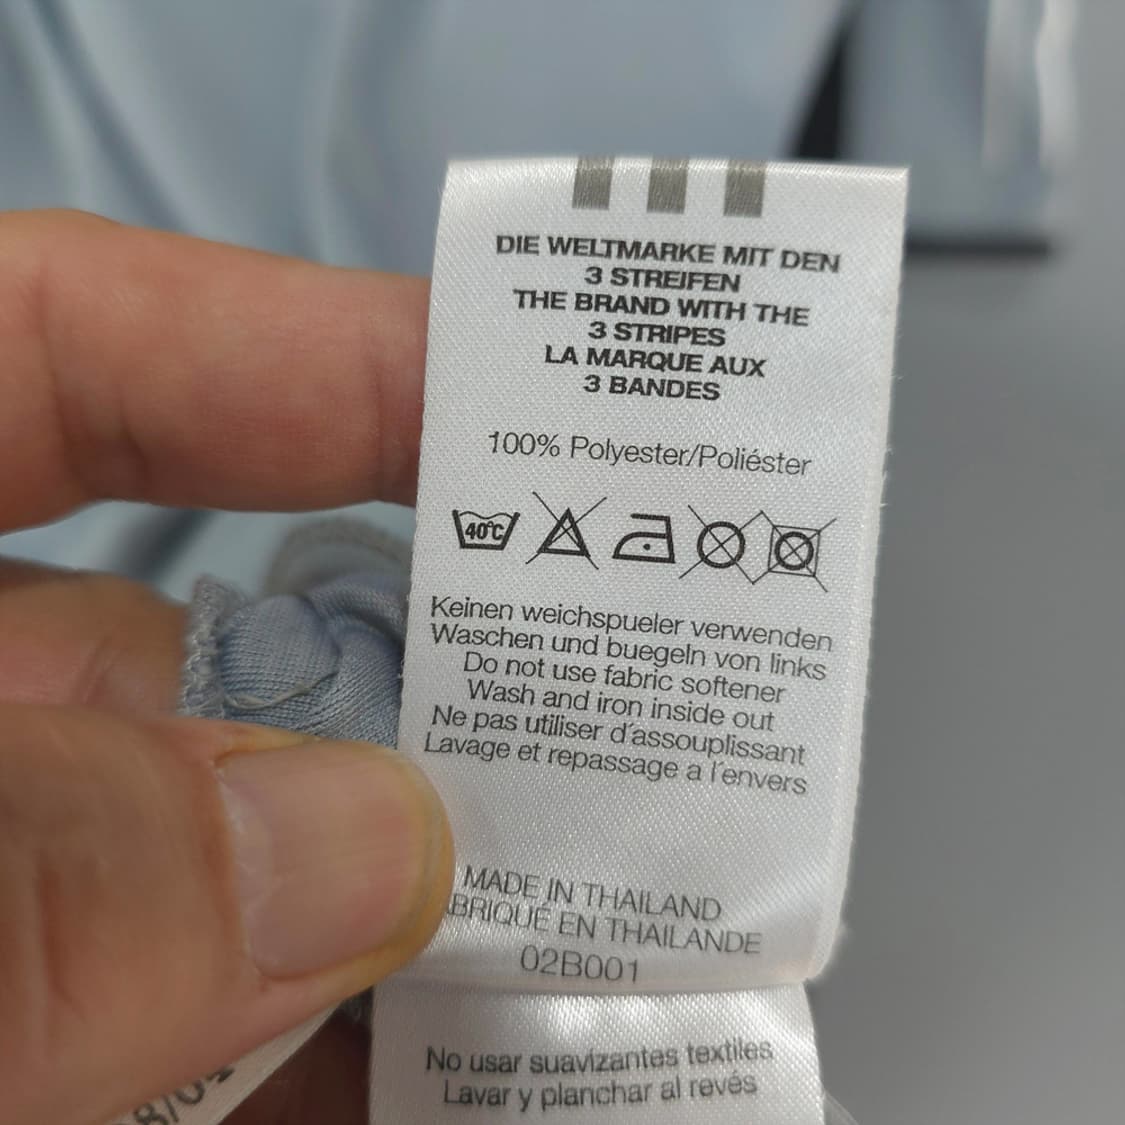 DIE WELTMARKE MIT DEN
3 STREIFEN
THE BRAND WITH THE
3 STRIPES
LA MARQUE AUX
3 BANDES
100% Polyester/Poliéster
40°C
Keinen weichspueler verwenden
Waschen und buegeln von links
Do not use fabric softener
Wash and iron inside out
Ne pas utiliser d'assouplissant
Lavage et repassage a l'envers
MADE IN THAILAND
BRIQUÉ EN THAILANDE
02B001
No usar suavizantes textiles
Lavar y planchar al revés